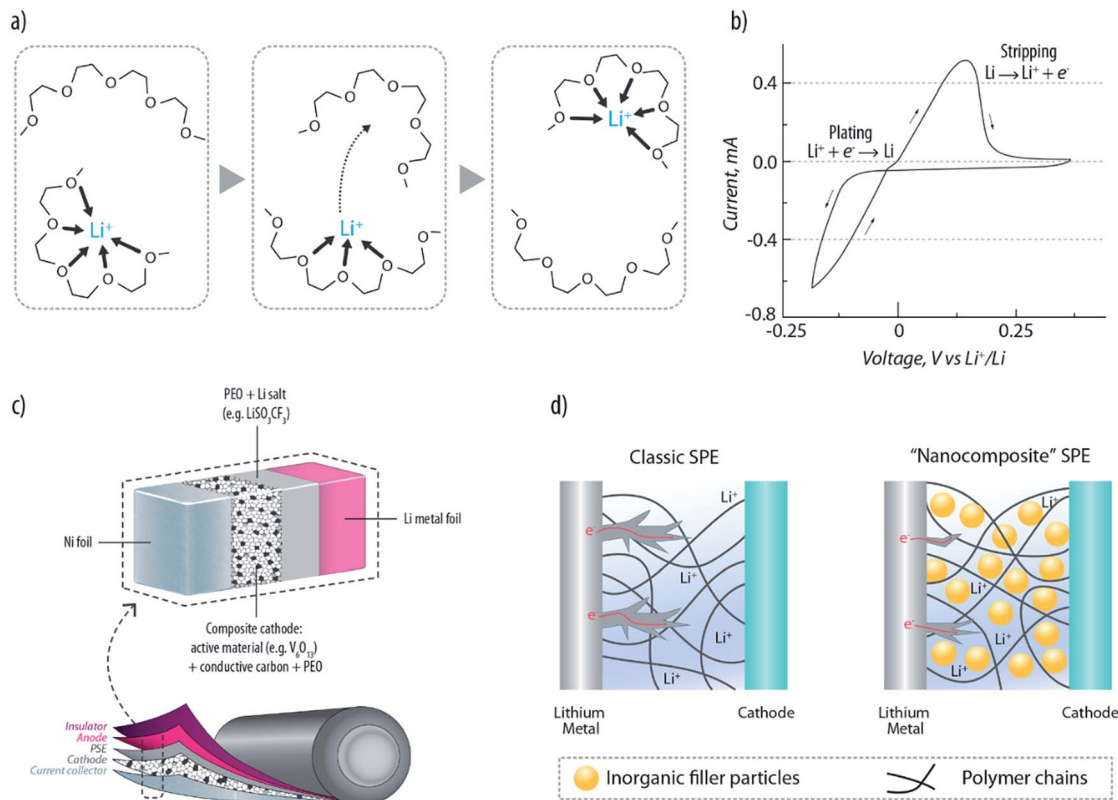 a)
O
O
O
O
O
O
O
O
O
O
Li⁺
O
O
O
O
O
Li⁺
O
O
O
O
O
O
O
O
O
O
Li⁺
O
O
O
O
O
b)
Stripping
Li → Li⁺ + e⁻
Plating
Li⁺ + e⁻ → Li
Current, mA
0.4
0.0
-0.4
-0.8
-0.25
0
0.25
Voltage, V vs Li⁺/Li
c)
PEO + Li salt
(e.g. LiSO₃CF₃)
Ni foil
Li metal foil
Composite cathode:
active material (e.g. V₆O₁₃)
+ conductive carbon + PEO
Insulator
Anode
PSE
Cathode
Current collector
d)
Classic SPE
Li⁺
e⁻
Li⁺
e⁻
Li⁺
Li⁺
Lithium
Metal
Cathode
"Nanocomposite" SPE
Li⁺
e⁻
Li⁺
e⁻
Li⁺
Li⁺
Lithium
Metal
Cathode
Inorganic filler particles
Polymer chains